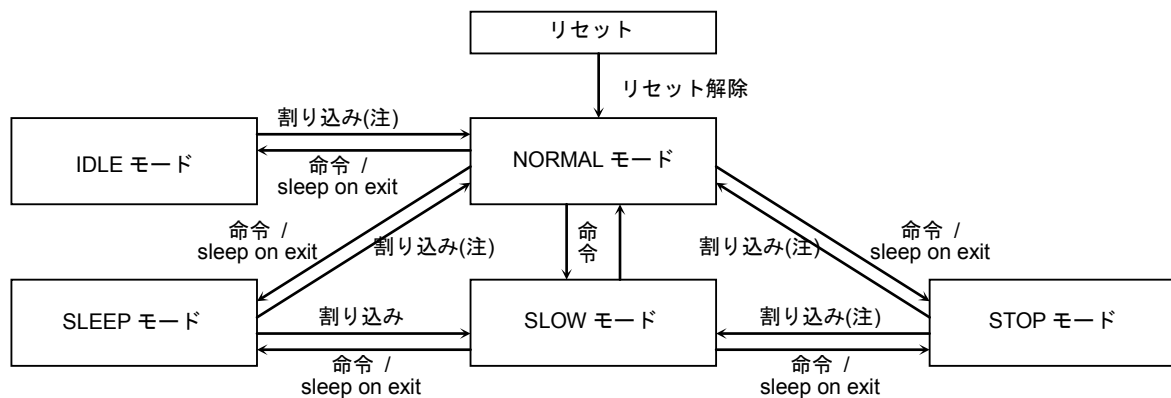 リセット
リセット解除
割り込み(注)
IDLE モード
NORMAL モード
命令 /
sleep on exit
命令 /
sleep on exit
割り込み(注)
命
令
割り込み(注)
命令 /
sleep on exit
SLEEP モード
割り込み
SLOW モード
割り込み(注)
STOP モード
命令 /
sleep on exit
命令 /
sleep on exit